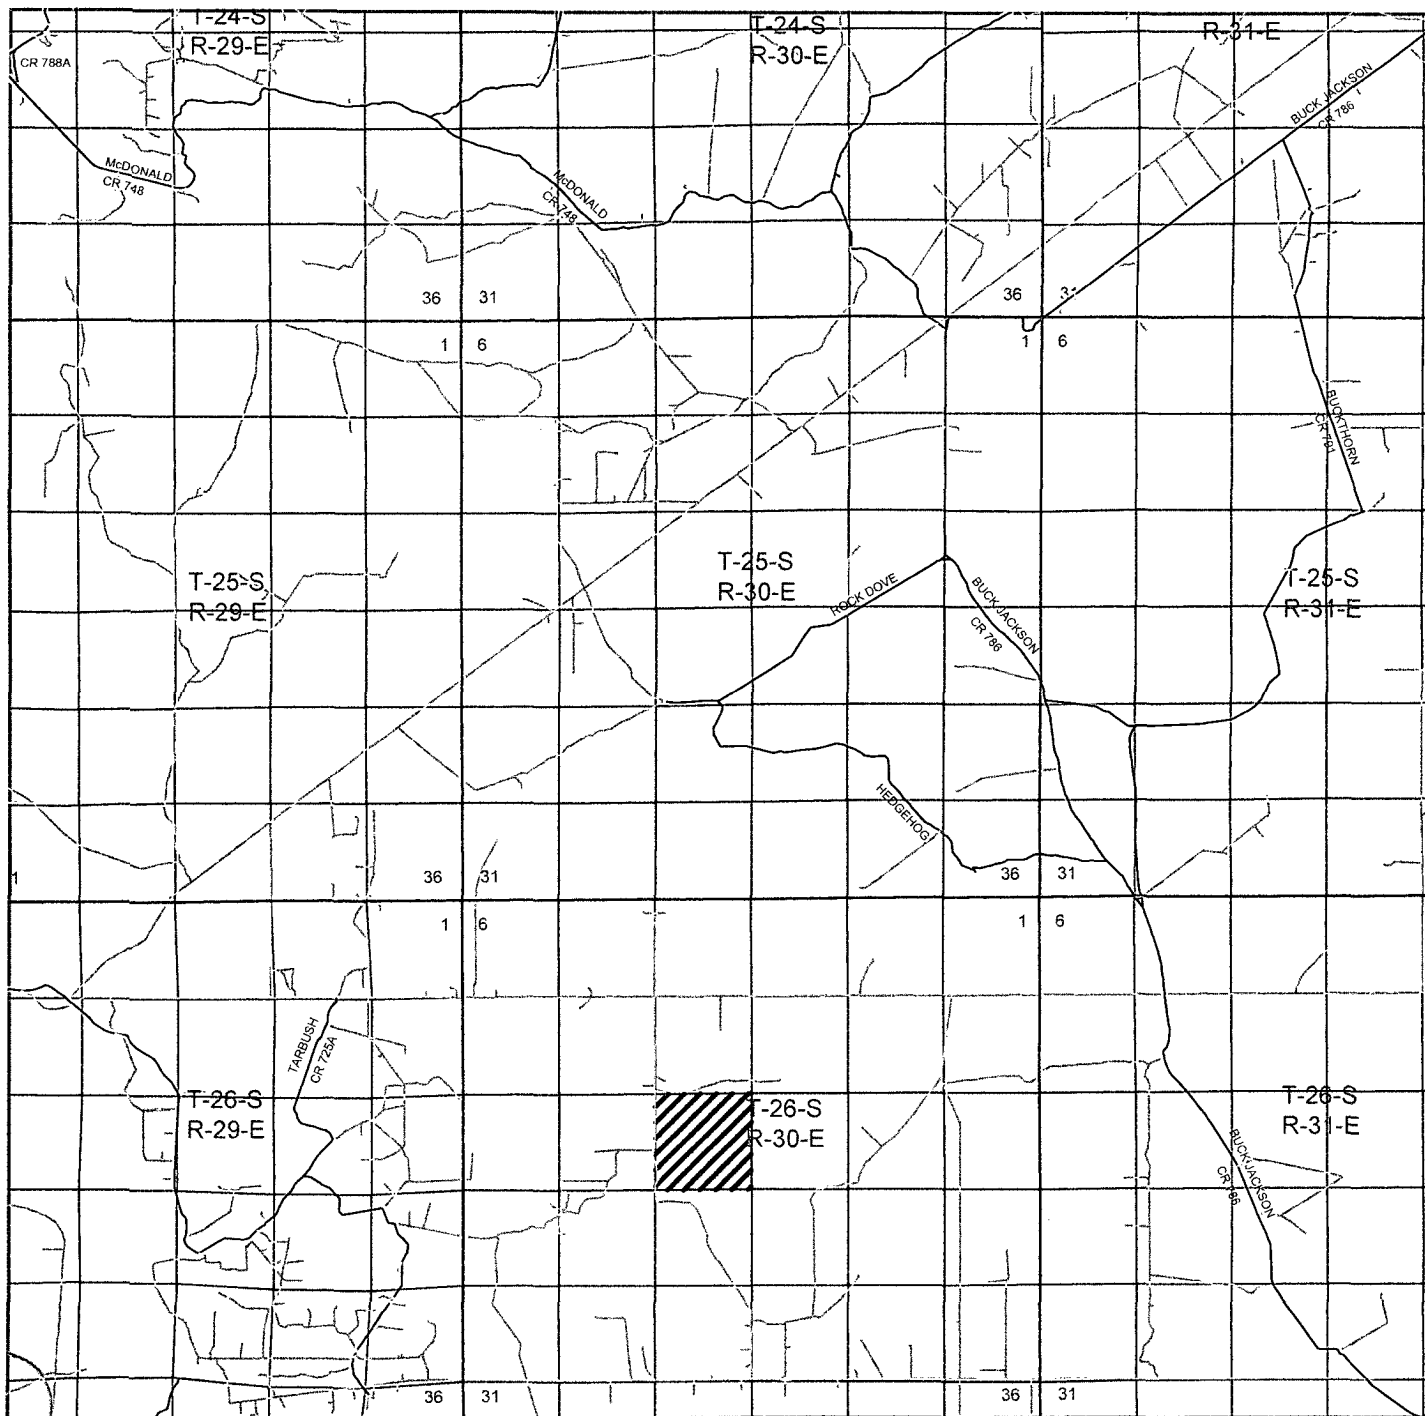 T-24-S
R-29-E
T-24-S
R-30-E
R-31-E
CR 788A
BUCK JACKSON
CR 786
McDONALD
CR 748
McDONALD
CR 748
36 31
36 31
1 6
1 6
BUCKTHORN
CR 791
T-25-S
R-29-E
T-25-S
R-30-E
ROCK DOVE
BUCK JACKSON
CR 786
T-25-S
R-31-E
HEDGEHOG
1
36 31
36 31
1 6
1 6
TARBUSH
CR 725A
T-26-S
R-29-E
T-26-S
R-30-E
T-26-S
R-31-E
BUCK JACKSON
CR 786
36 31
36 31